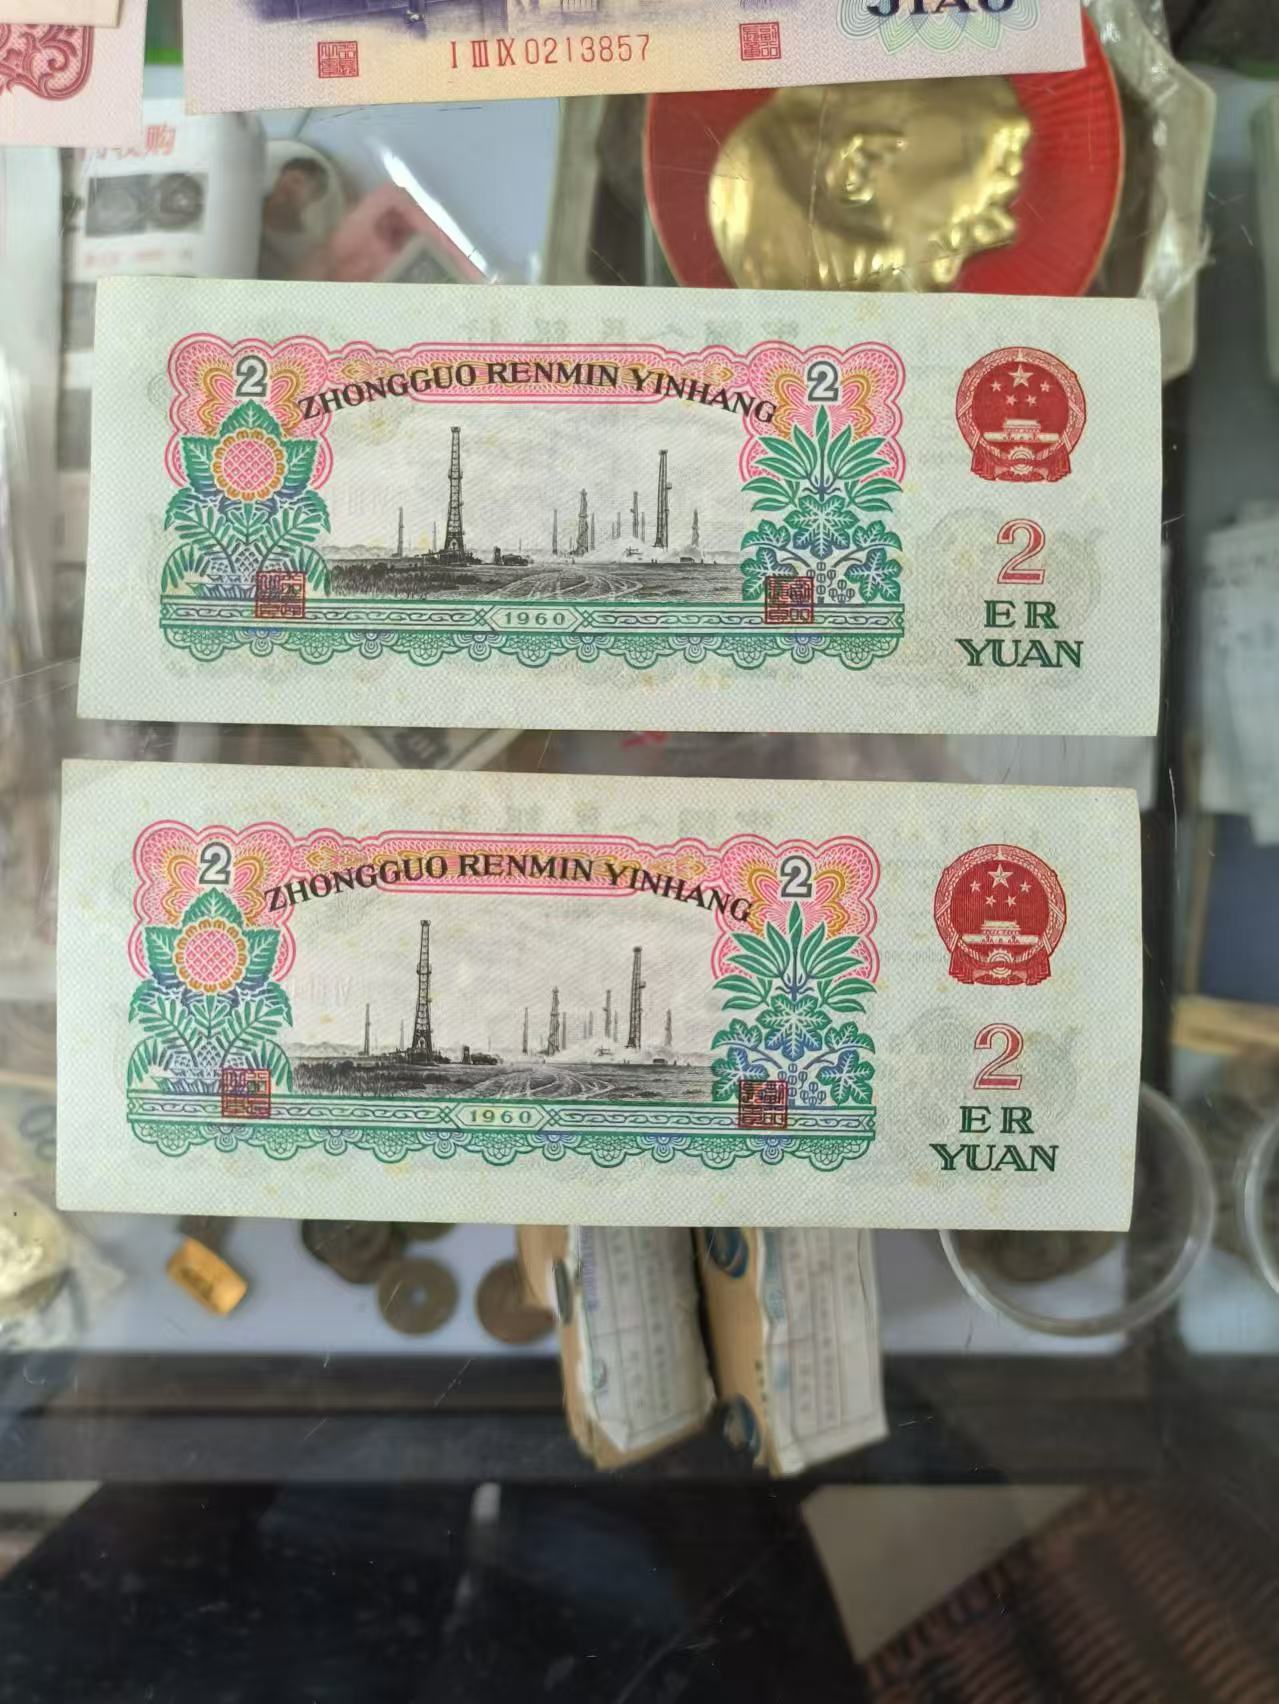 JIAO
I III IX 0213857
购
2 ZHONGGUO RENMIN YINHANG 2
2
1960
ER
YUAN
2 ZHONGGUO RENMIN YINHANG 2
2
1960
ER
YUAN